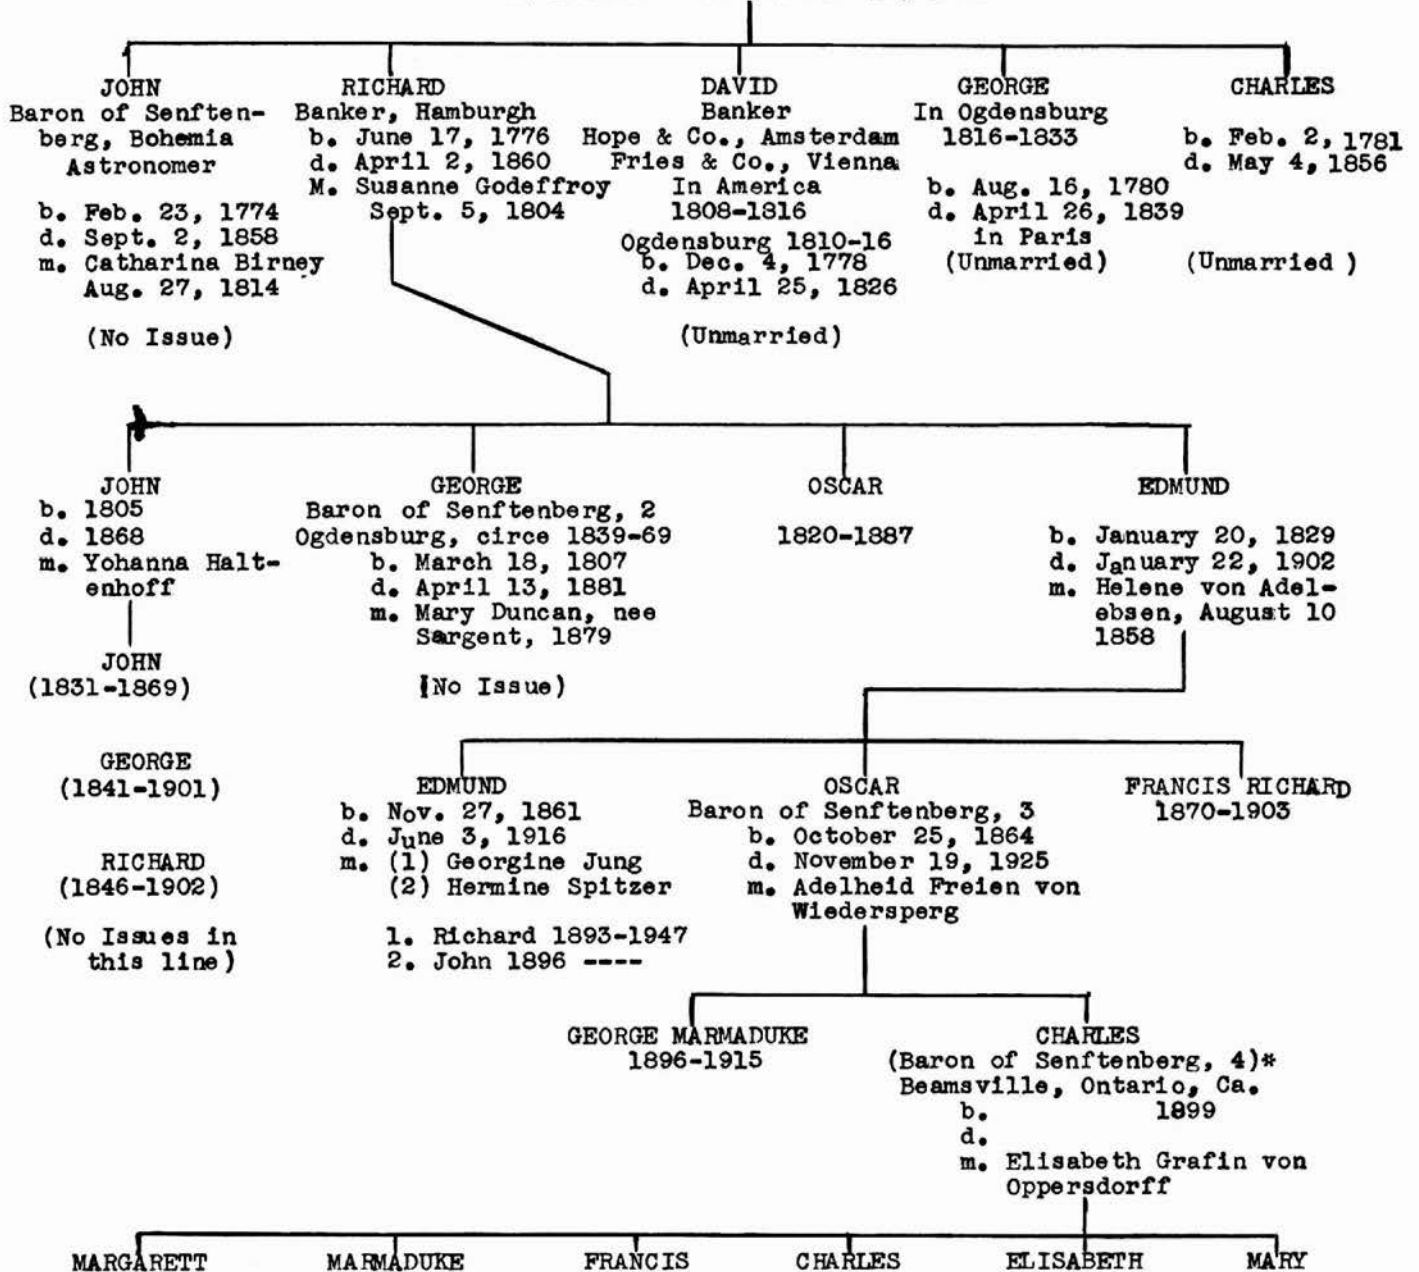 JOHN
Baron of Senften-
berg, Bohemia
Astronomer
b. Feb. 23, 1774
d. Sept. 2, 1858
m. Catharina Birney
Aug. 27, 1814
(No Issue)
RICHARD
Banker, Hamburgh
b. June 17, 1776
d. April 2, 1860
M. Susanne Godeffroy
Sept. 5, 1804
DAVID
Banker
Hope & Co., Amsterdam
Fries & Co., Vienna
In America
1808-1816
Ogdensburg 1810-16
b. Dec. 4, 1778
d. April 25, 1826
(Unmarried)
GEORGE
In Ogdensburg
1816-1833
b. Aug. 16, 1780
d. April 26, 1839
in Paris
(Unmarried)
CHARLES
b. Feb. 2, 1781
d. May 4, 1856
(Unmarried )
JOHN
b. 1805
d. 1868
m. Yohanna Halt-
enhoff
JOHN
(1831-1869)
GEORGE
(1841-1901)
RICHARD
(1846-1902)
(No Issues in
this line)
GEORGE
Baron of Senftenberg, 2
Ogdensburg, circe 1839-69
b. March 18, 1807
d. April 13, 1881
m. Mary Duncan, nee
Sargent, 1879
(No Issue)
OSCAR
1820-1887
EDMUND
b. January 20, 1829
d. January 22, 1902
m. Helene von Adel-
ebsen, August 10
1858
EDMUND
b. Nov. 27, 1861
d. June 3, 1916
m. (1) Georgine Jung
(2) Hermine Spitzer
1. Richard 1893-1947
2. John 1896 ----
OSCAR
Baron of Senftenberg, 3
b. October 25, 1864
d. November 19, 1925
m. Adelheid Freien von
Wiedersperg
FRANCIS RICHARD
1870-1903
GEORGE MARMADUKE
1896-1915
CHARLES
(Baron of Senftenberg, 4)*
Beamsville, Ontario, Ca.
b. 1899
d.
m. Elisabeth Grafin von
Oppersdorff
MARGARETT MARMADUKE FRANCIS CHARLES ELISABETH MARY